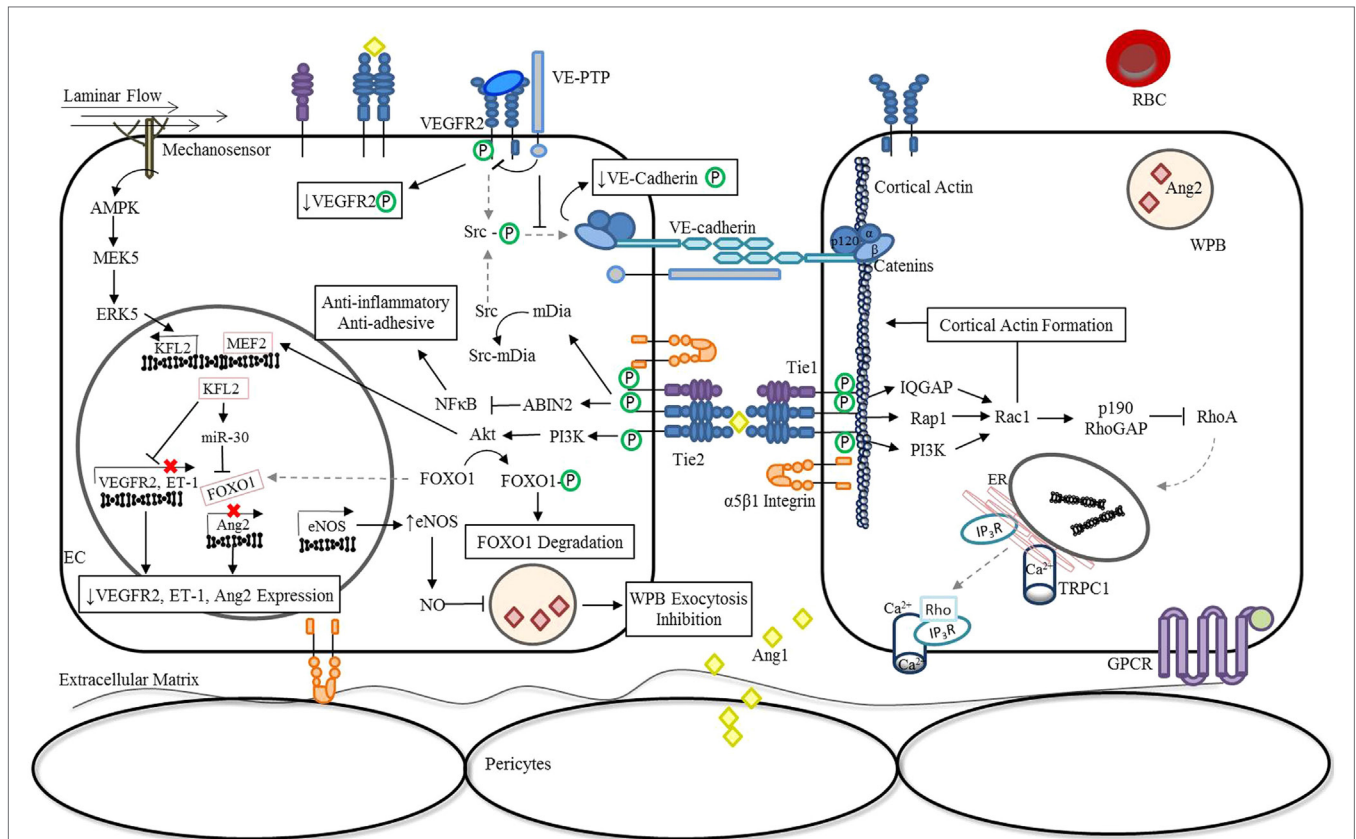 Laminar Flow
Mechanosensor
AMPK
MEK5
ERK5
KFL2
MEF2
KFL2
miR-30
VEGFR2, ET-1
FOXO1
Ang2
eNOS
EC
↓VEGFR2, ET-1, Ang2 Expression
VEGFR2
VE-PTP
P
↓VEGFR2 P
↓VE-Cadherin P
Src - P
VE-cadherin
Anti-inflammatory
Anti-adhesive
Src
mDia
Src-mDia
NFκB
ABIN2
Akt
PI3K
P
P
P
FOXO1
FOXO1- P
↑eNOS
FOXO1 Degradation
NO
WPB Exocytosis
Inhibition
Tie1
Tie2
α5β1 Integrin
Ang1
RBC
Cortical Actin
Ang2
WPB
p120
α
β
Catenins
Cortical Actin Formation
P
P
P
IQGAP
Rap1
PI3K
Rac1
p190
RhoGAP
RhoA
ER
IP3R
Ca2+
TRPC1
Ca2+
Rho
IP3R
Ca2+
GPCR
Extracellular Matrix
Pericytes